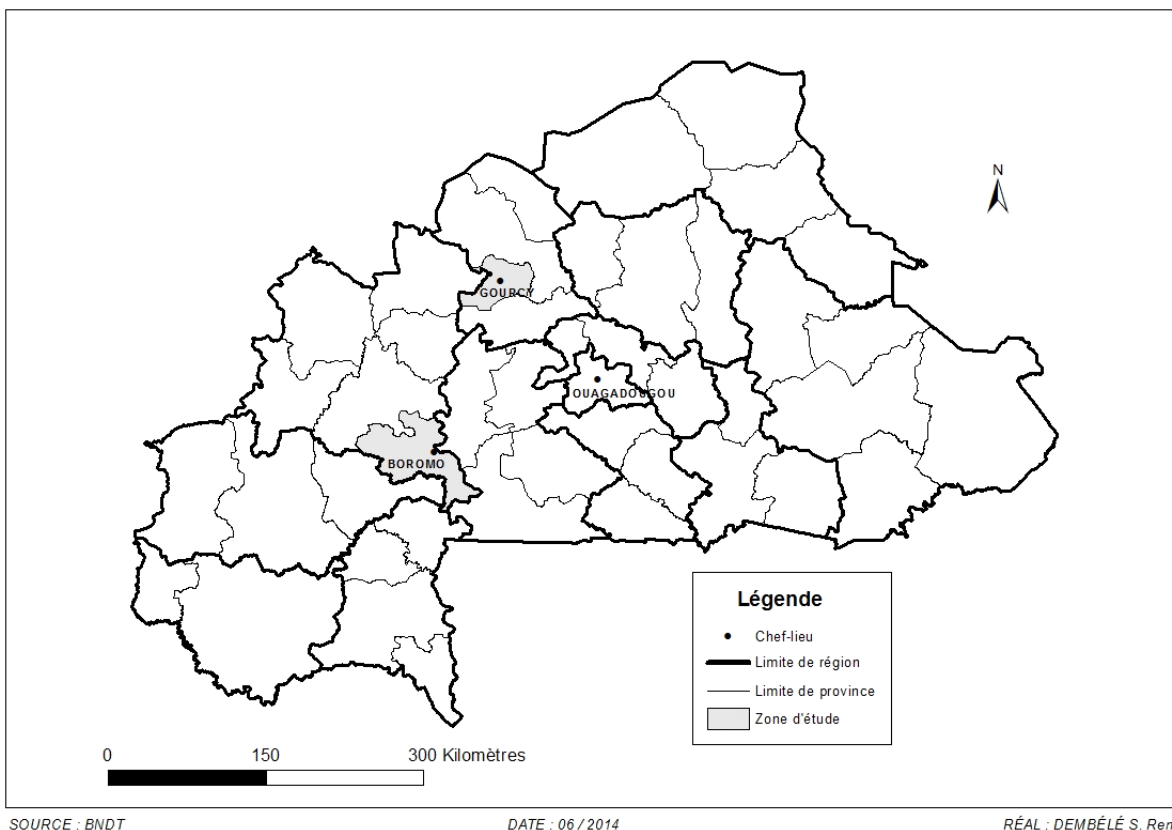 N
GOURCY
OUAGADOUGOU
BOROMO
Légende
Chef-lieu
Limite de région
Limite de province
Zone d'étude
0 150 300 Kilomètres
SOURCE : BNDT DATE : 06 / 2014 RÉAL : DEMBÉLÉ S. Ren